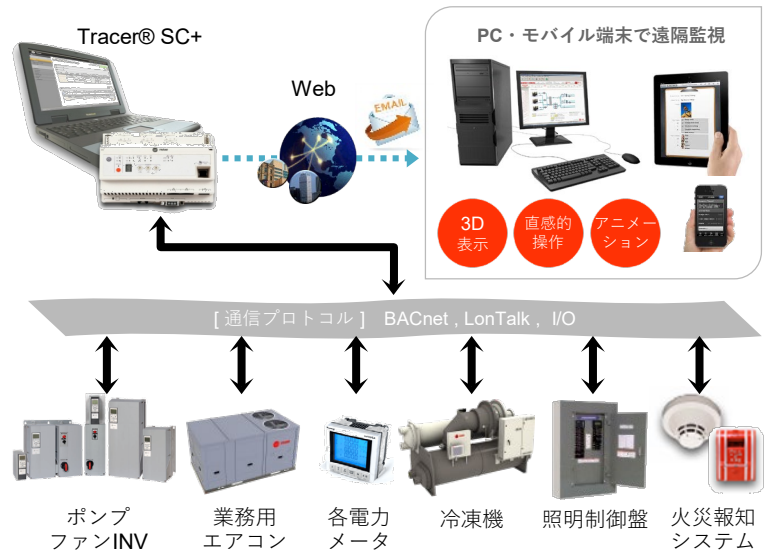 Tracer® SC+
Web
EMAIL
PC・モバイル端末で遠隔監視
3D
表示
直感的
操作
アニメー
ション
[ 通信プロトコル ] BACnet , LonTalk , I/O
ポンプ
ファンINV
業務用
エアコン
各電力
メータ
冷凍機
照明制御盤
火災報知
システム